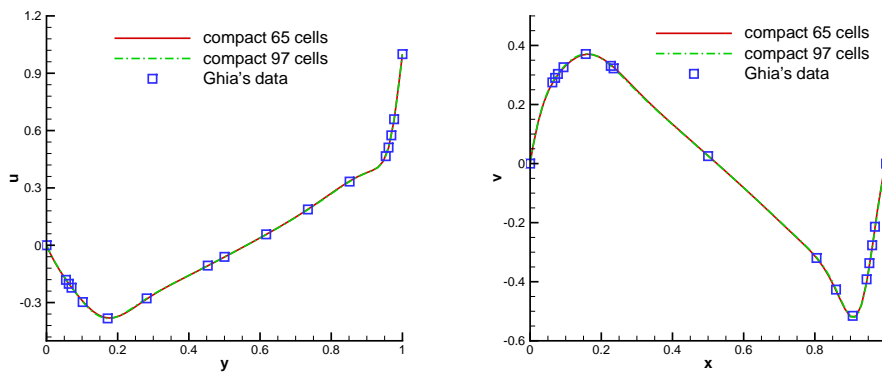 compact 65 cells
compact 97 cells
Ghia's data
u
1.2
0.9
0.6
0.3
0
-0.3
0
0.2
0.4
0.6
0.8
1
y
compact 65 cells
compact 97 cells
Ghia's data
v
0.4
0.2
0
-0.2
-0.4
-0.6
0
0.2
0.4
0.6
0.8
x